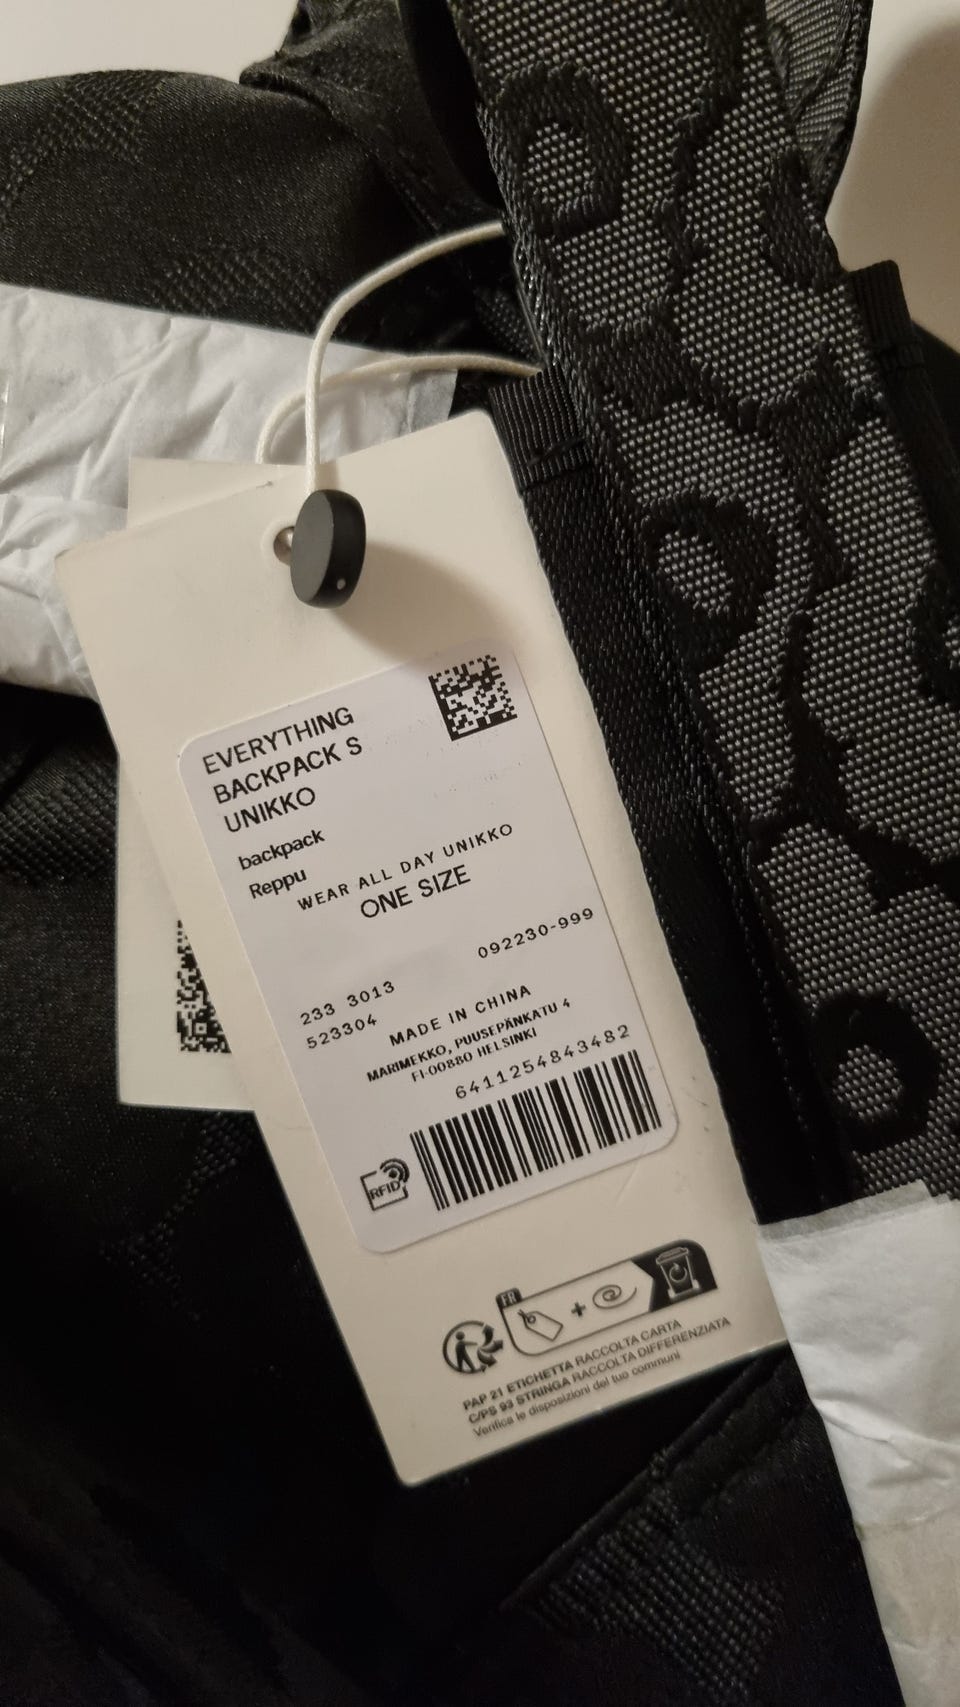 EVERYTHING
BACKPACK S
UNIKKO
backpack
Reppu
WEAR ALL DAY UNIKKO
ONE SIZE
092230-999
233 3013
523304
MADE IN CHINA
MARIMEKKO, PUUSEPÄNKATU 4
FI-00880 HELSINKI
6411254843482
RFID
FR
+
PAP 21 ETICHETTA RACCOLTA CARTA
C/PS 93 STRINGA RACCOLTA DIFFERENZIATA
Verifica le disposizioni del tuo comuni